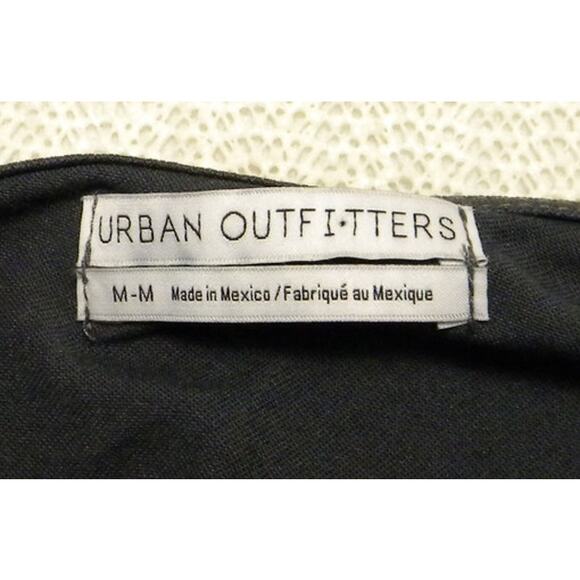 URBAN OUTFI·TTERS
M-M Made in Mexico / Fabriqué au Mexique